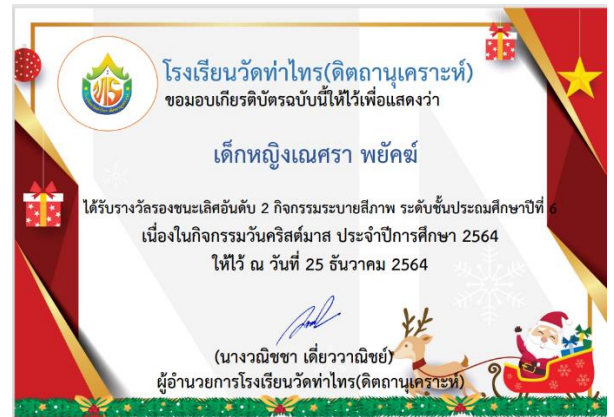 โรงเรียนวัดท่าไทร(ดิตถานุเคราะห์)
ขอมอบเกียรติบัตรฉบับนี้ให้ไว้เพื่อแสดงว่า
เด็กหญิงเณศรา พยัคฆ์
ได้รับรางวัลรองชนะเลิศอันดับ 2 กิจกรรมระบายสีภาพ ระดับชั้นประถมศึกษาปีที่ 6
เนื่องในกิจกรรมวันคริสต์มาส ประจำปีการศึกษา 2564
ให้ไว้ ณ วันที่ 25 ธันวาคม 2564
(นางวณิชชา เดี่ยววาณิชย์)
ผู้อำนวยการโรงเรียนวัดท่าไทร(ดิตถานุเคราะห์)